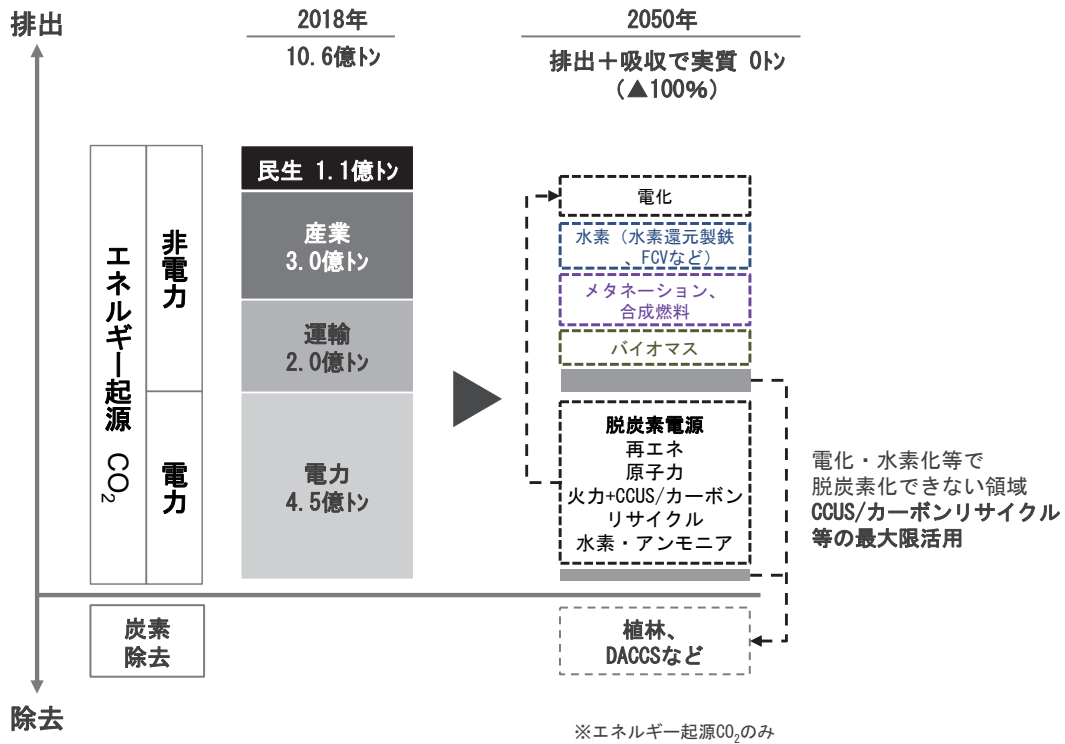 排出
2018年
10.6億トン
2050年
排出+吸収で実質 0トン
(▲100%)
エネルギー起源 CO₂
非電力
電力
民生 1.1億トン
産業
3.0億トン
運輸
2.0億トン
電力
4.5億トン
電化
水素(水素還元製鉄
、FCVなど)
メタネーション、
合成燃料
バイオマス
脱炭素電源
再エネ
原子力
火力+CCUS/カーボン
リサイクル
水素・アンモニア
電化・水素化等で
脱炭素化できない領域
CCUS/カーボンリサイクル
等の最大限活用
炭素
除去
植林、
DACCSなど
除去
※エネルギー起源CO₂のみ